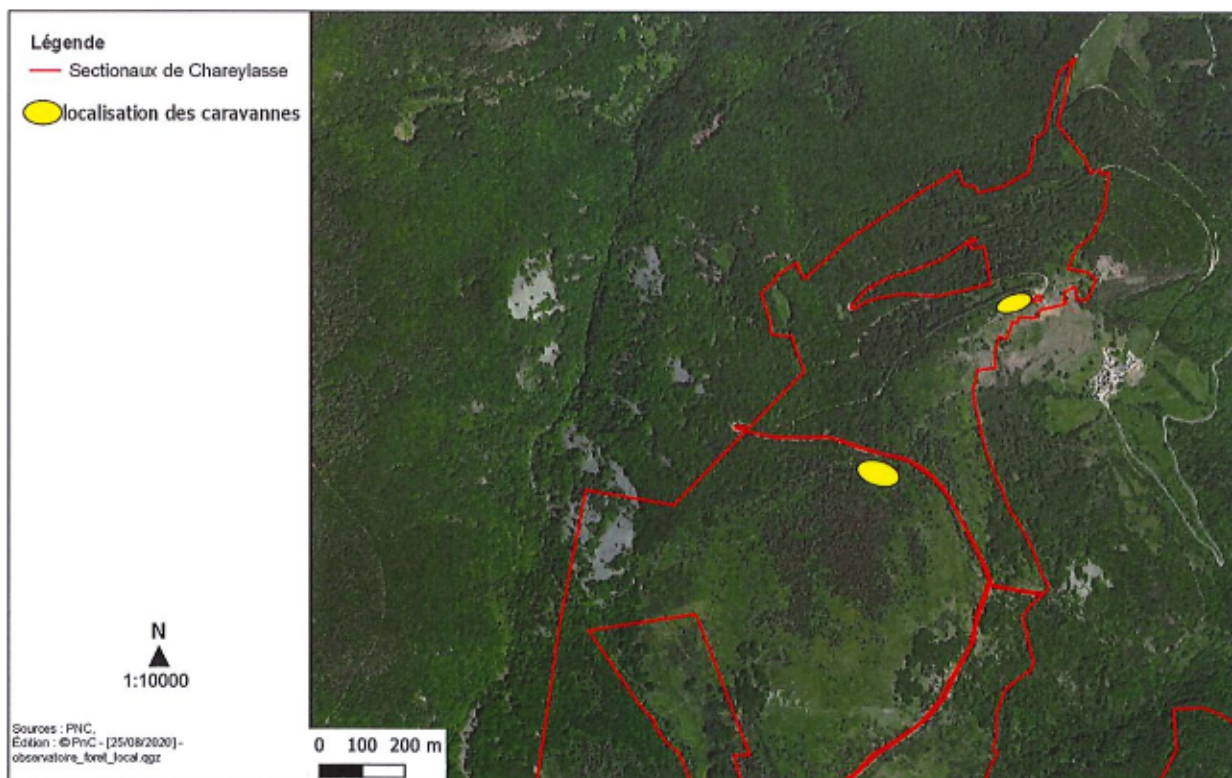 Légende
Sectionaux de Chareylasse
localisation des caravannes
N
1:10000
Sources : PNC,
Édition : ©PnC - [25/08/2020] -
observatoire_foret_local.qgz
0 100 200 m